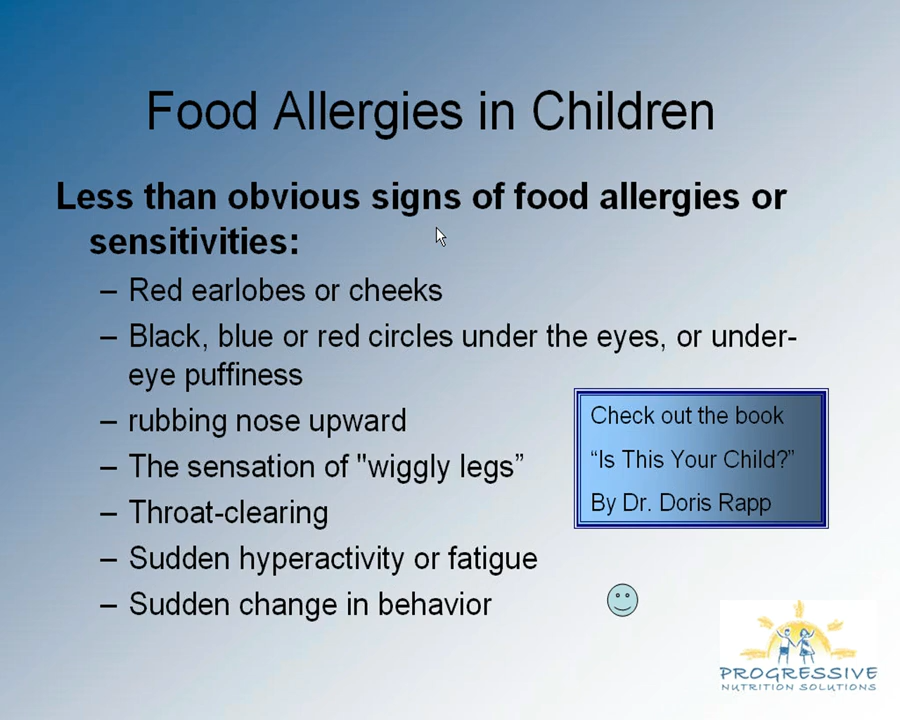 Food Allergies in Children
Less than obvious signs of food allergies or
sensitivities:
– Red earlobes or cheeks
– Black, blue or red circles under the eyes, or under-
eye puffiness
– rubbing nose upward
– The sensation of "wiggly legs”
– Throat-clearing
– Sudden hyperactivity or fatigue
– Sudden change in behavior
Check out the book
“Is This Your Child?”
By Dr. Doris Rapp
PROGRESSIVE
NUTRITION SOLUTIONS